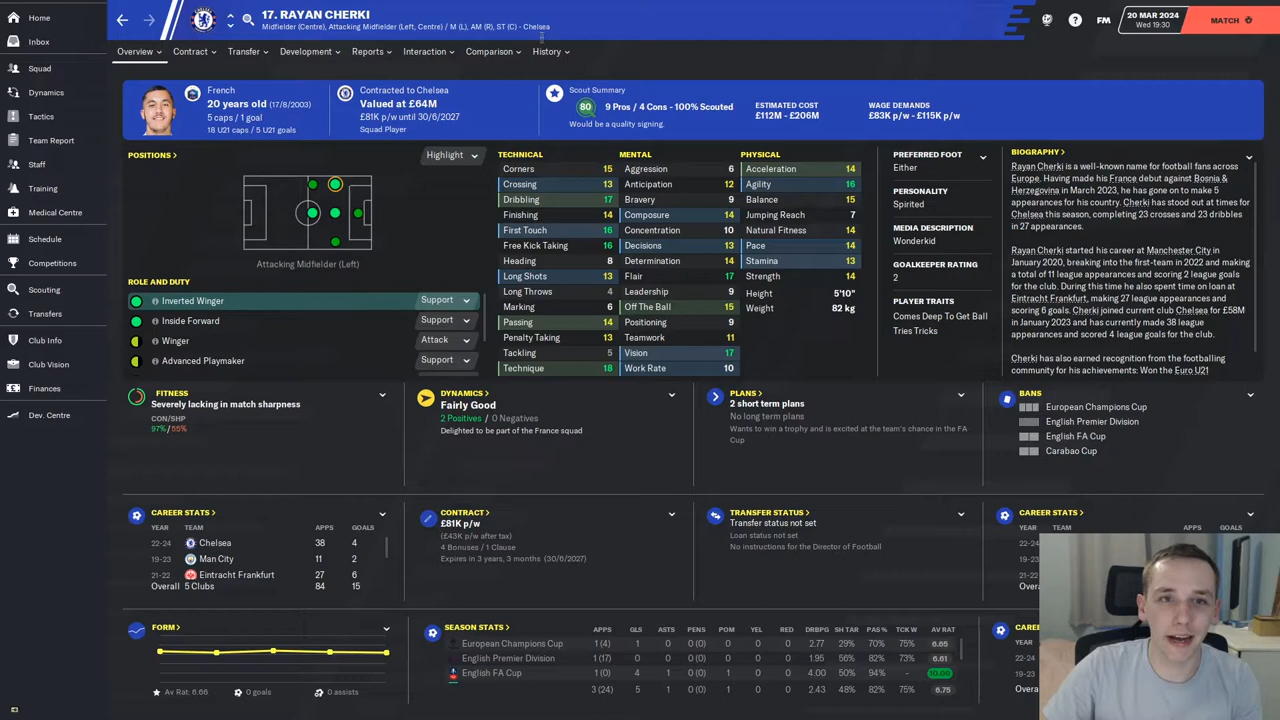 Home
Inbox
Squad
Dynamics
Tactics
Team Report
Staff
Training
Medical Centre
Schedule
Competitions
Scouting
Transfers
Club Info
Club Vision
Finances
Dev. Centre
17. RAYAN CHERKI
Midfielder (Centre), Attacking Midfielder (Left, Centre) / M (L), AM (R), ST (C) - Chelsea
?
FM
20 MAR 2024
Wed 19:30
MATCH
Overview
Contract
Transfer
Development
Reports
Interaction
Comparison
History
French
20 years old (17/8/2003)
5 caps / 1 goal
18 U21 caps / 5 U21 goals
Contracted to Chelsea
Valued at £64M
£81K p/w until 30/6/2027
Squad Player
Scout Summary
80
9 Pros / 4 Cons - 100% Scouted
Would be a quality signing.
ESTIMATED COST
£112M - £206M
WAGE DEMANDS
£83K p/w - £115K p/w
POSITIONS
Highlight
Attacking Midfielder (Left)
ROLE AND DUTY
Inverted Winger Support
Inside Forward Support
Winger Attack
Advanced Playmaker Support
TECHNICAL
Corners 15
Crossing 13
Dribbling 17
Finishing 14
First Touch 16
Free Kick Taking 16
Heading 8
Long Shots 13
Long Throws 4
Marking 6
Passing 14
Penalty Taking 13
Tackling 5
Technique 18
MENTAL
Aggression 6
Anticipation 12
Bravery 9
Composure 14
Concentration 10
Decisions 13
Determination 14
Flair 17
Leadership 9
Off The Ball 15
Positioning 9
Teamwork 11
Vision 17
Work Rate 10
PHYSICAL
Acceleration 14
Agility 16
Balance 15
Jumping Reach 7
Natural Fitness 14
Pace 14
Stamina 13
Strength 14
Height 5'10"
Weight 82 kg
PREFERRED FOOT
Either
PERSONALITY
Spirited
MEDIA DESCRIPTION
Wonderkid
GOALKEEPER RATING
2
PLAYER TRAITS
Comes Deep To Get Ball
Tries Tricks
BIOGRAPHY
Rayan Cherki is a well-known name for football fans across
Europe. Having made his France debut against Bosnia &
Herzegovina in March 2023, he has gone on to make 5
appearances for his country. Cherki has stood out at times for
Chelsea this season, completing 23 crosses and 23 dribbles
in 27 appearances.
Rayan Cherki started his career at Manchester City in
January 2020, breaking into the first-team in 2022 and making
a total of 11 league appearances and scoring 2 league goals
for the club. During this time he also spent time on loan at
Eintracht Frankfurt, making 27 league appearances and
scoring 6 goals. Cherki joined current club Chelsea for £58M
in January 2023 and has currently made 38 league
appearances and scored 4 league goals for the club.
Cherki has also earned recognition from the footballing
community for his achievements: Won the Euro U21
FITNESS
Severely lacking in match sharpness
CON/SHP
97%/55%
DYNAMICS
Fairly Good
2 Positives / 0 Negatives
Delighted to be part of the France squad
PLANS
2 short term plans
No long term plans
Wants to win a trophy and is excited at the team's chance in the FA
Cup
BANS
European Champions Cup
English Premier Division
English FA Cup
Carabao Cup
CAREER STATS
YEAR TEAM APPS GOALS
22-24 Chelsea 38 4
19-23 Man City 11 2
21-22 Eintracht Frankfurt 27 6
Overall 5 Clubs 84 15
CONTRACT
£81K p/w
(£43K p/w after tax)
4 Bonuses / 1 Clause
Expires in 3 years, 3 months (30/6/2027)
TRANSFER STATUS
Transfer status not set
Loan status not set
No instructions for the Director of Football
CAREER STATS
YEAR TEAM APPS GOALS
22-24
19-23
21-22
Overall
FORM
Av Rat: 6.66 0 goals 0 assists
SEASON STATS
APPS GLS ASTS PENS POM YEL RED DRBPG SH TAR PAS % TCK W AV RAT
European Champions Cup 1 (4) 1 0 0 (0) 0 0 0 2.77 29% 70% 75% 6.65
English Premier Division 1 (17) 0 0 0 (0) 0 0 0 1.95 56% 82% 73% 6.61
English FA Cup 1 (0) 4 1 0 (0) 1 0 0 4.00 50% 94% - 10.00
3 (24) 5 1 0 (0) 1 0 0 2.43 48% 82% 75% 6.75
YEAR
22-24
19-23
21-22